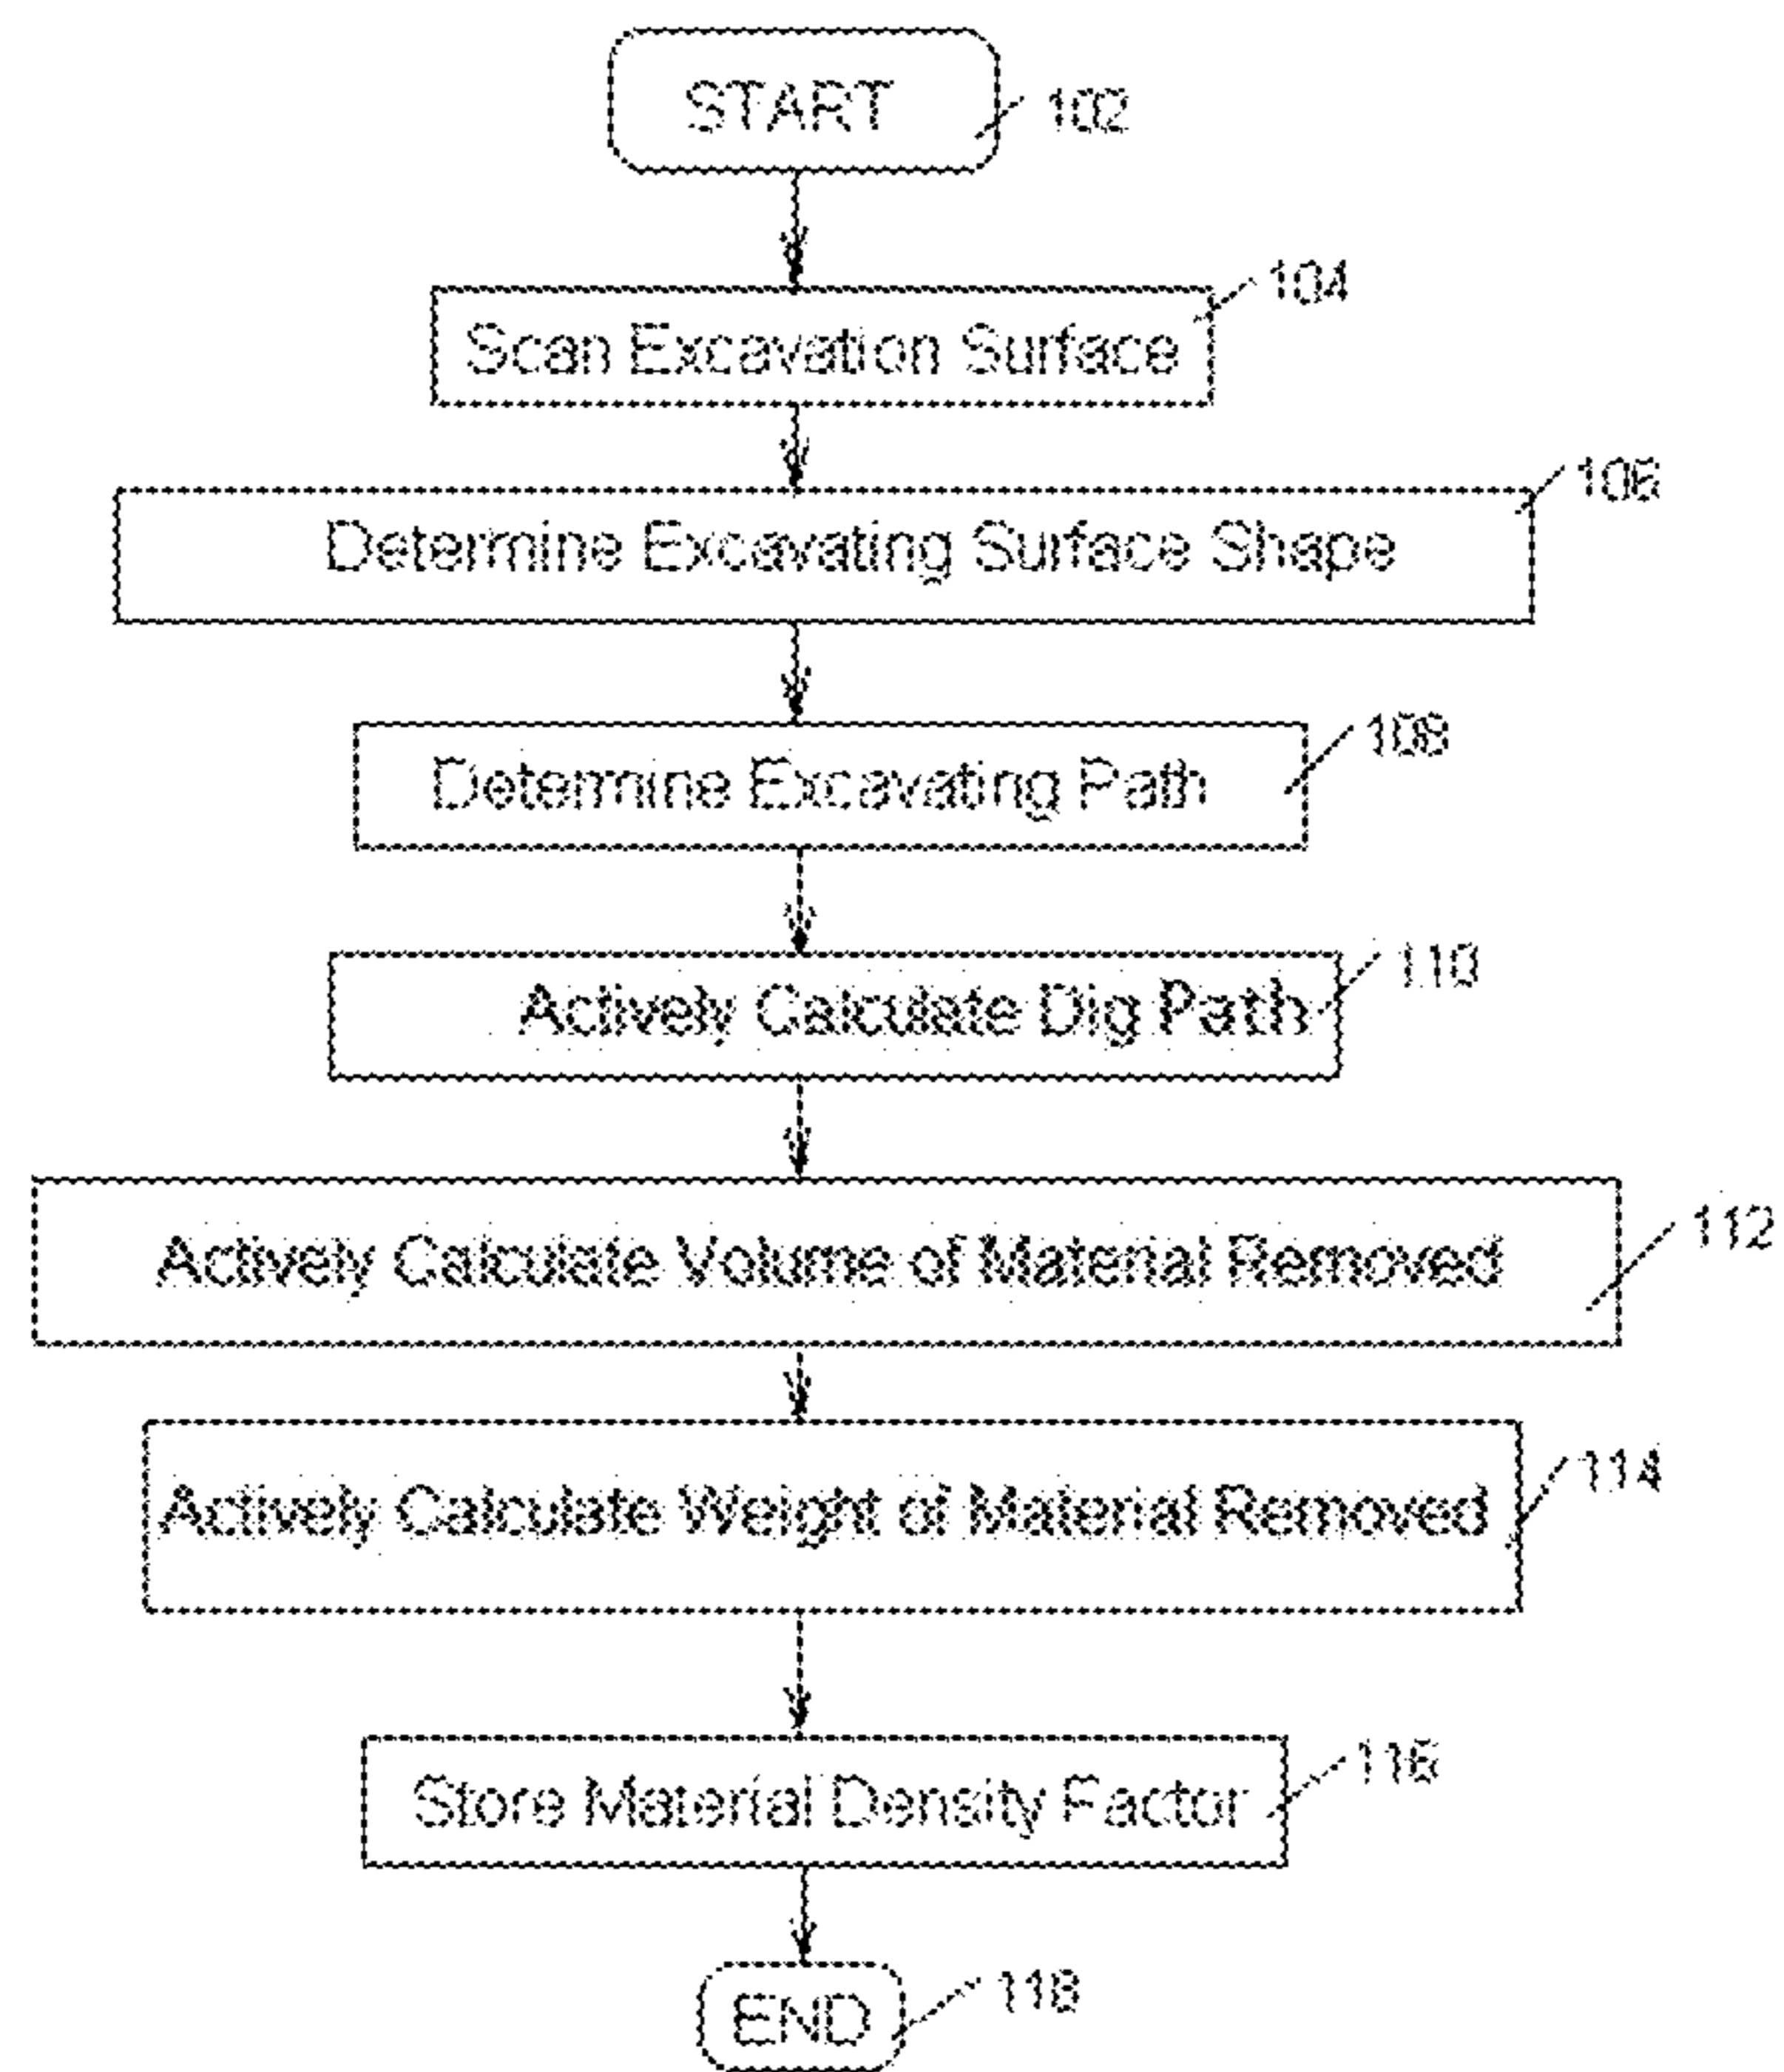 START
102
104
Scan Excavation Surface
106
Determine Excavating Surface Shape
108
Determine Excavating Path
110
Actively Calculate Dig Path
112
Actively Calculate Volume of Material Removed
114
Actively Calculate Weight of Material Removed
116
Store Material Density Factor
118
END